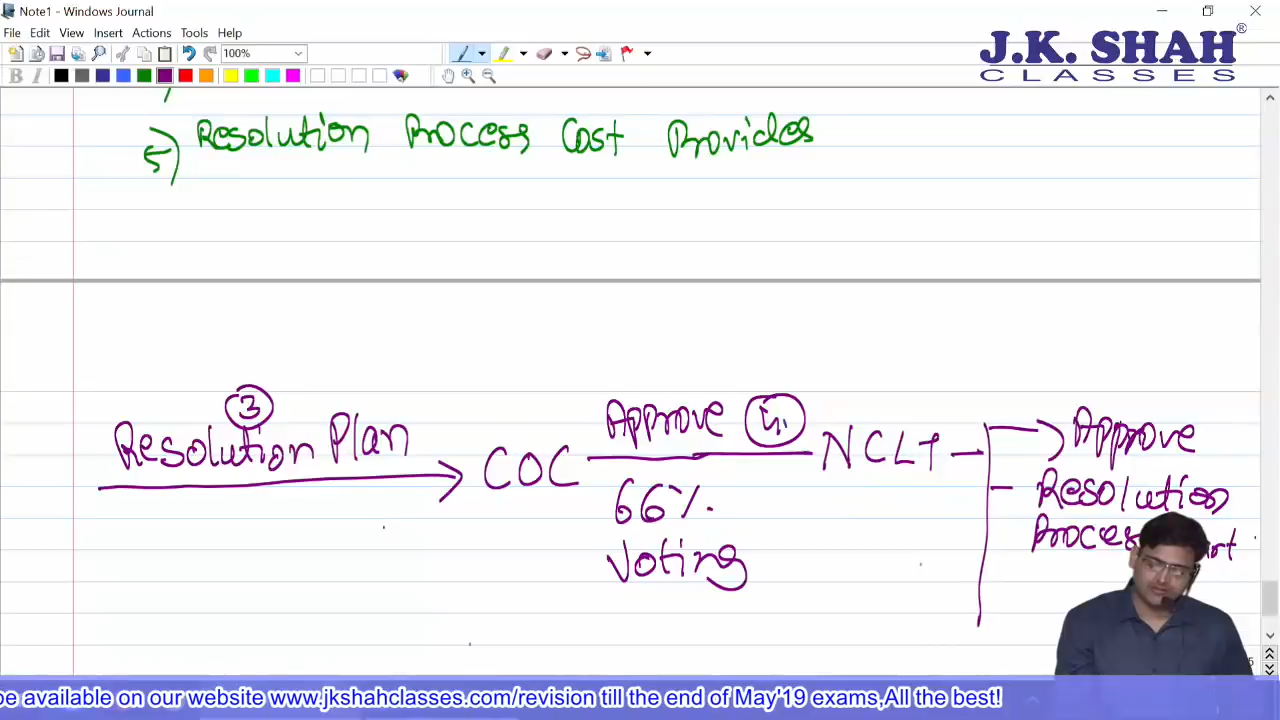 Note1 - Windows Journal
File Edit View Insert Actions Tools Help
100%
J.K. SHAH®
CLASSES
5) Resolution Process Cost Provides
3
Resolution Plan
COC
Approve
66%
Voting
NCLT
Approve
Resolution
Process
be available on our website www.jkshahclasses.com/revision till the end of May'19 exams,All the best!